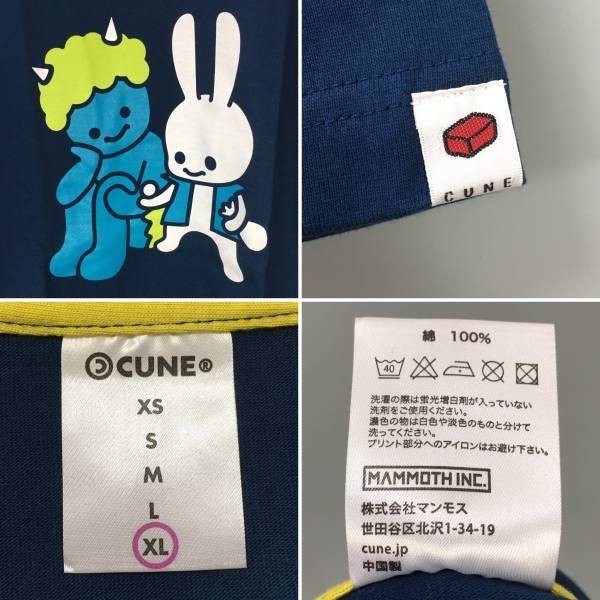 CUNE
CUNE®
XS
S
M
L
XL
綿 100%
40
洗濯の際は蛍光増白剤が入っていない
洗剤をご使用ください。
濃色の物は白色や淡色のものと分けて
洗ってください。
プリント部分へのアイロンはお避け下さい。
MAMMOTH INC.
株式会社マンモス
世田谷区北沢1-34-19
cune.jp
中国製